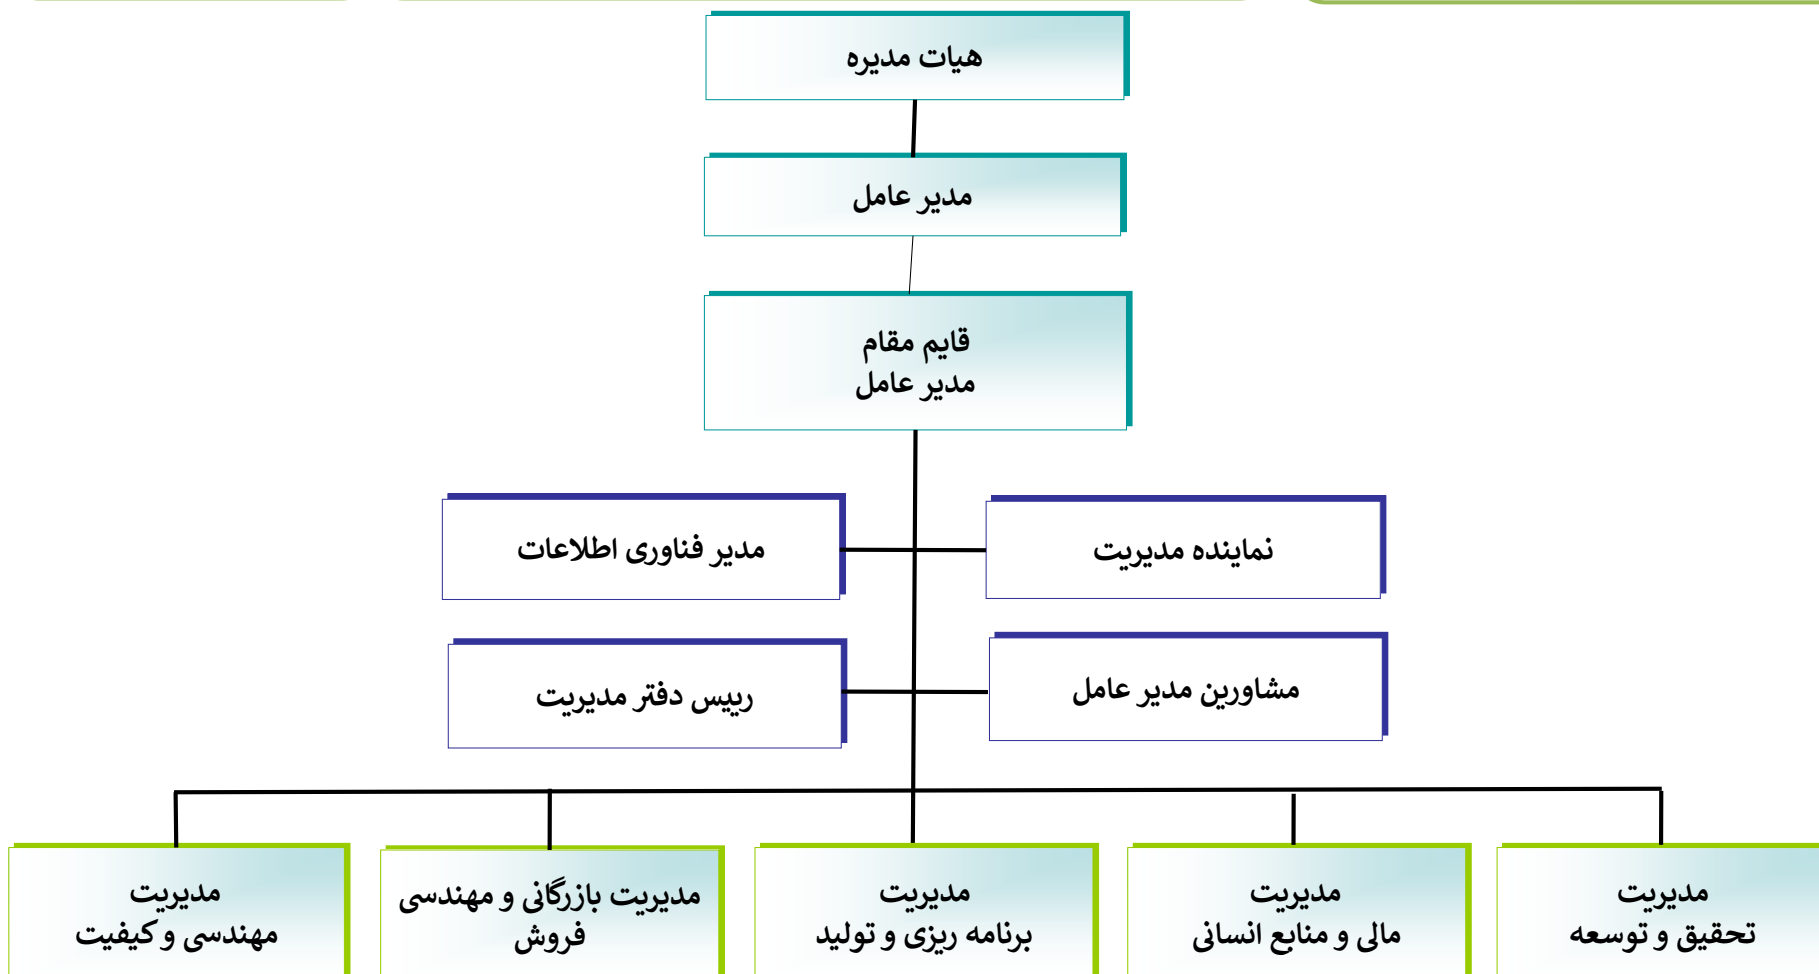 هیات مدیره
مدیر عامل
قایم مقام
مدیر عامل
نماینده مدیریت
مدیر فناوری اطلاعات
مشاورین مدیر عامل
رییس دفتر مدیریت
مدیریت
تحقیق و توسعه
مدیریت
مالی و منابع انسانی
مدیریت
برنامه ریزی و تولید
مدیریت بازرگانی و مهندسی
فروش
مدیریت
مهندسی و کیفیت